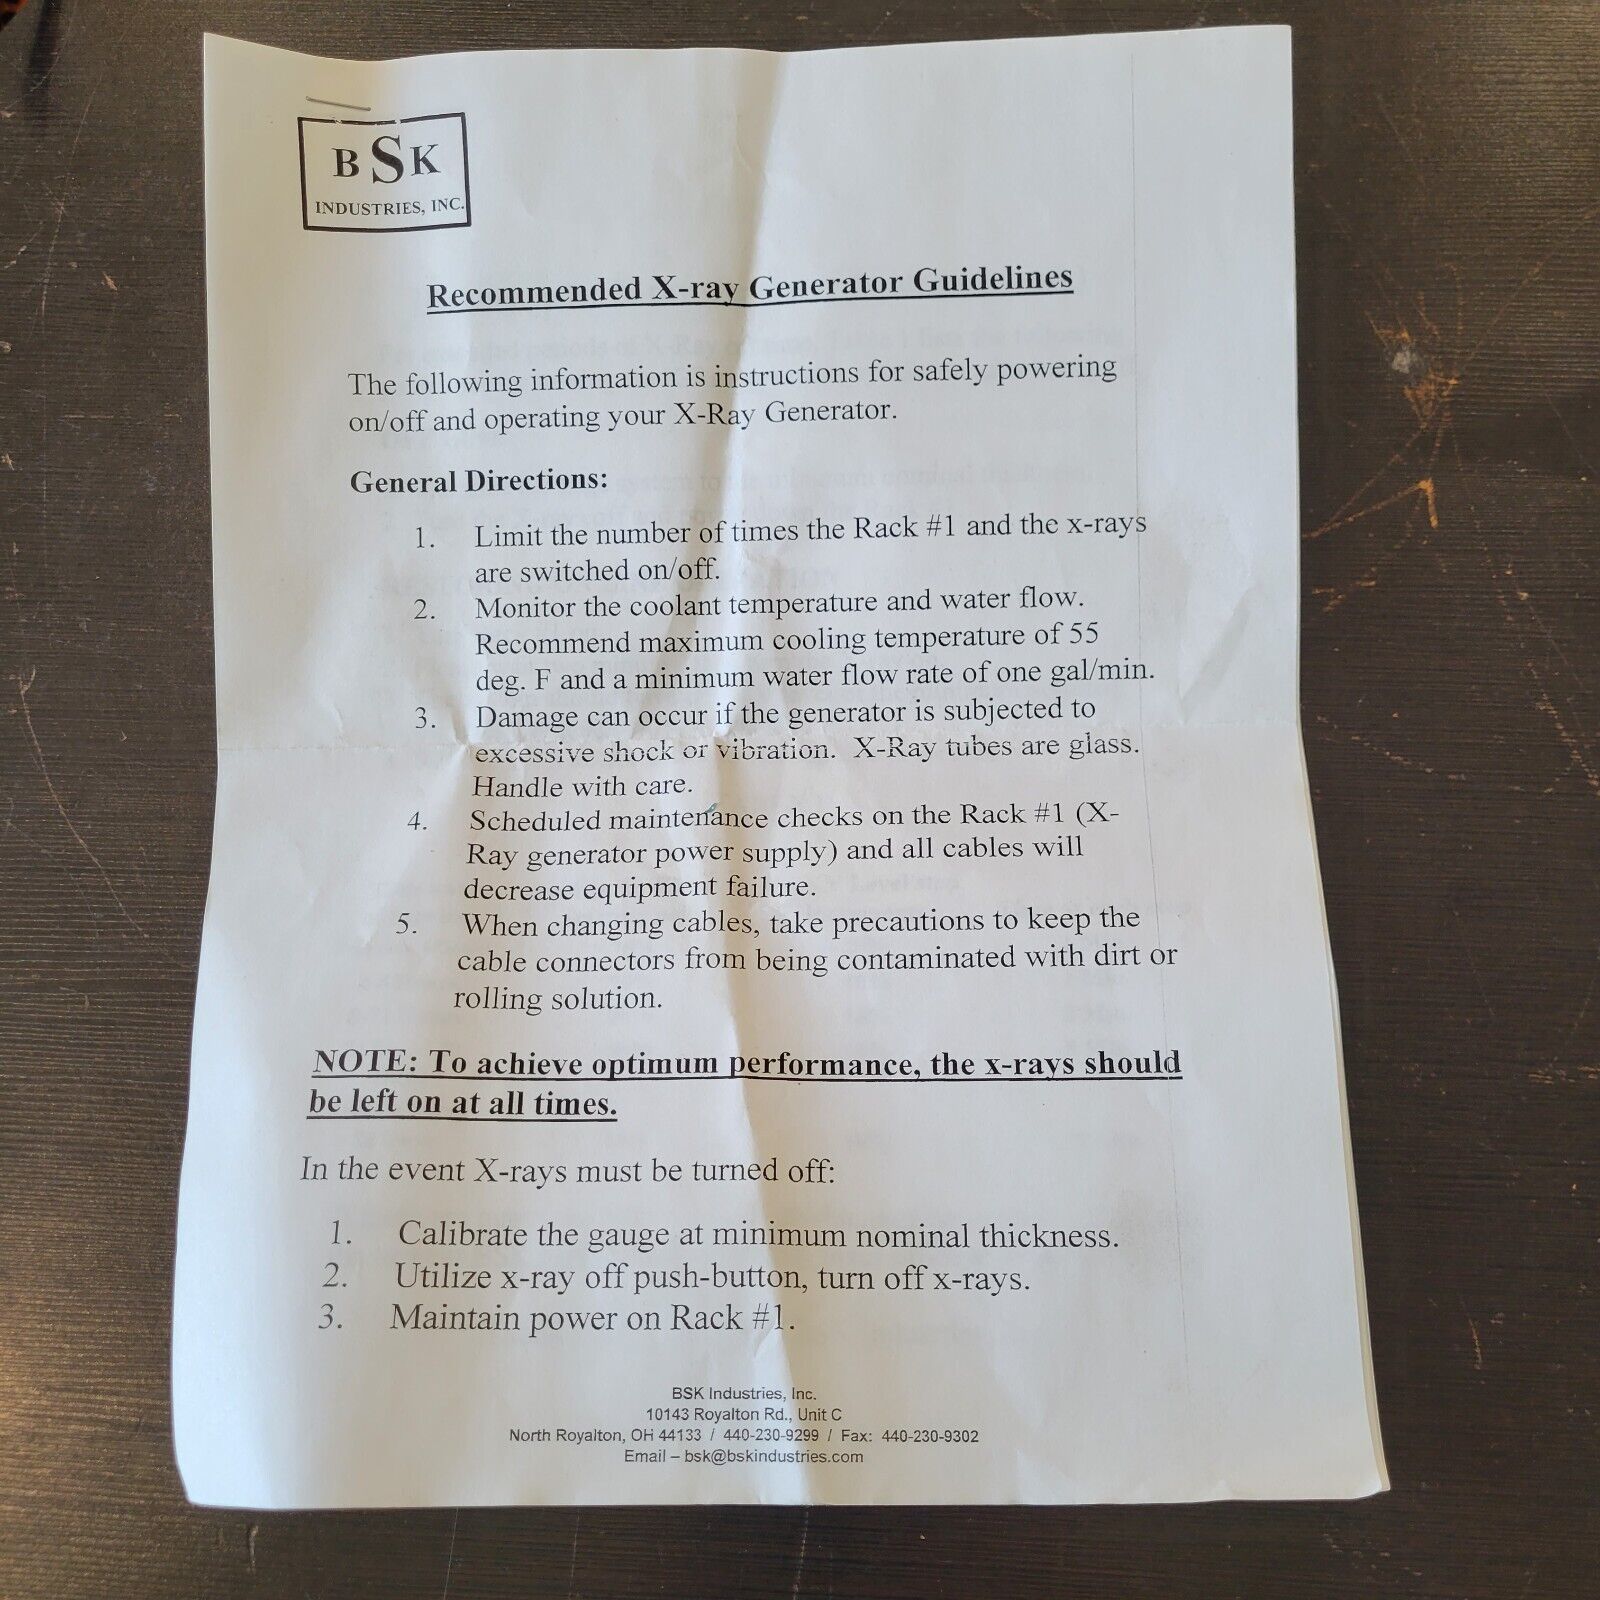 B S K
INDUSTRIES, INC.
Recommended X-ray Generator Guidelines
The following information is instructions for safely powering
on/off and operating your X-Ray Generator.
General Directions:
1. Limit the number of times the Rack #1 and the x-rays
are switched on/off.
2. Monitor the coolant temperature and water flow.
Recommend maximum cooling temperature of 55
deg. F and a minimum water flow rate of one gal/min.
3. Damage can occur if the generator is subjected to
excessive shock or vibration. X-Ray tubes are glass.
Handle with care.
4. Scheduled maintenance checks on the Rack #1 (X-
Ray generator power supply) and all cables will
decrease equipment failure.
5. When changing cables, take precautions to keep the
cable connectors from being contaminated with dirt or
rolling solution.
NOTE: To achieve optimum performance, the x-rays should
be left on at all times.
In the event X-rays must be turned off:
1. Calibrate the gauge at minimum nominal thickness.
2. Utilize x-ray off push-button, turn off x-rays.
3. Maintain power on Rack #1.
BSK Industries, Inc.
10143 Royalton Rd., Unit C
North Royalton, OH 44133 / 440-230-9299 / Fax: 440-230-9302
Email – bsk@bskindustries.com